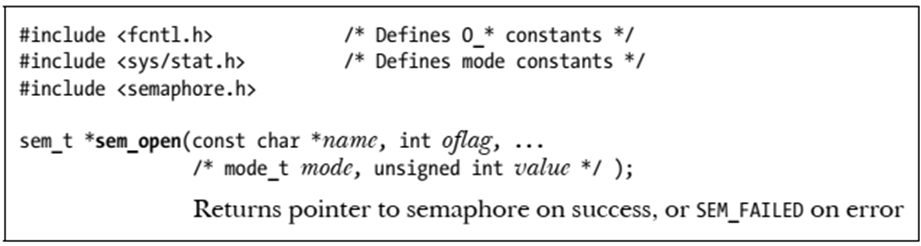 #include <fcntl.h> /* Defines O_* constants */
#include <sys/stat.h> /* Defines mode constants */
#include <semaphore.h>
sem_t *sem_open(const char *name, int oflag, ...
/* mode_t mode, unsigned int value */ );
Returns pointer to semaphore on success, or SEM_FAILED on error